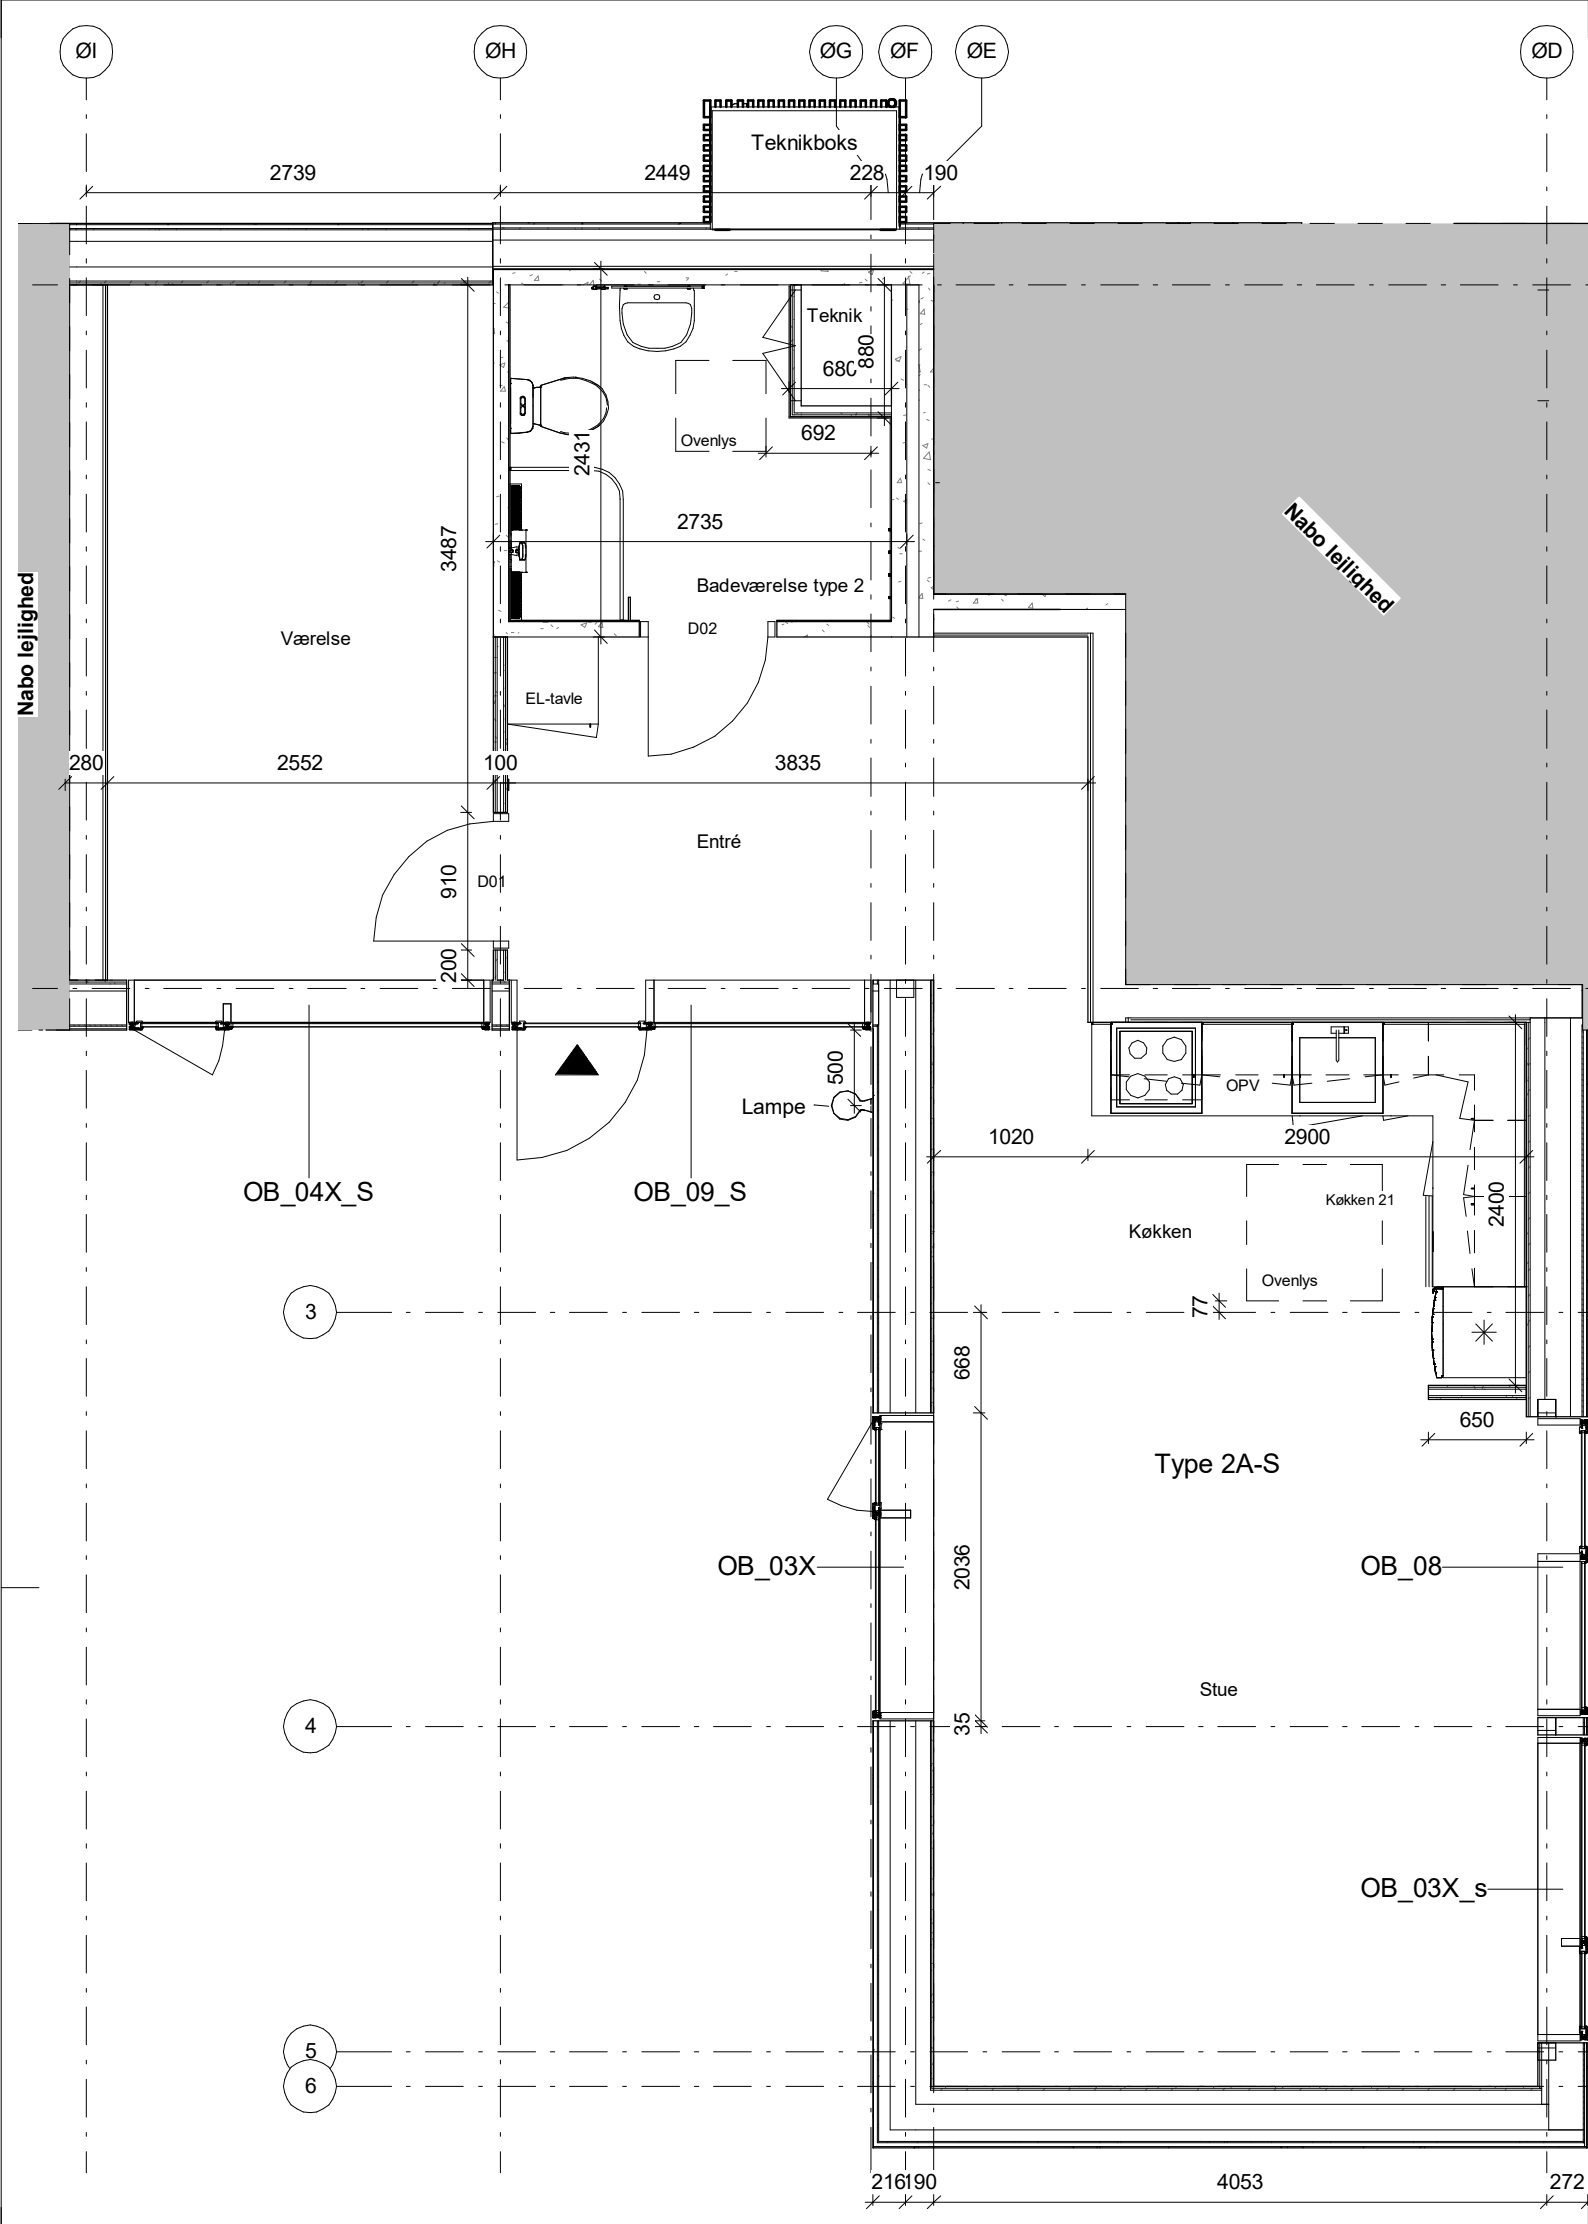 ØI
ØH
ØG
ØF
ØE
ØD
Teknikboks
2739
2449
228
190
Teknik
880
680
692
Ovenlys
2431
2735
3487
Badeværelse type 2
D02
Nabo lejlighed
Nabo lejlighed
Værelse
EL-tavle
280
2552
100
3835
Entré
910
D01
200
500
Lampe
OPV
1020
2900
OB_04X_S
OB_09_S
Køkken 21
2400
Køkken
Ovenlys
77
3
668
650
Type 2A-S
OB_03X
2036
OB_08
Stue
35
4
OB_03X_s
5
6
216
190
4053
272